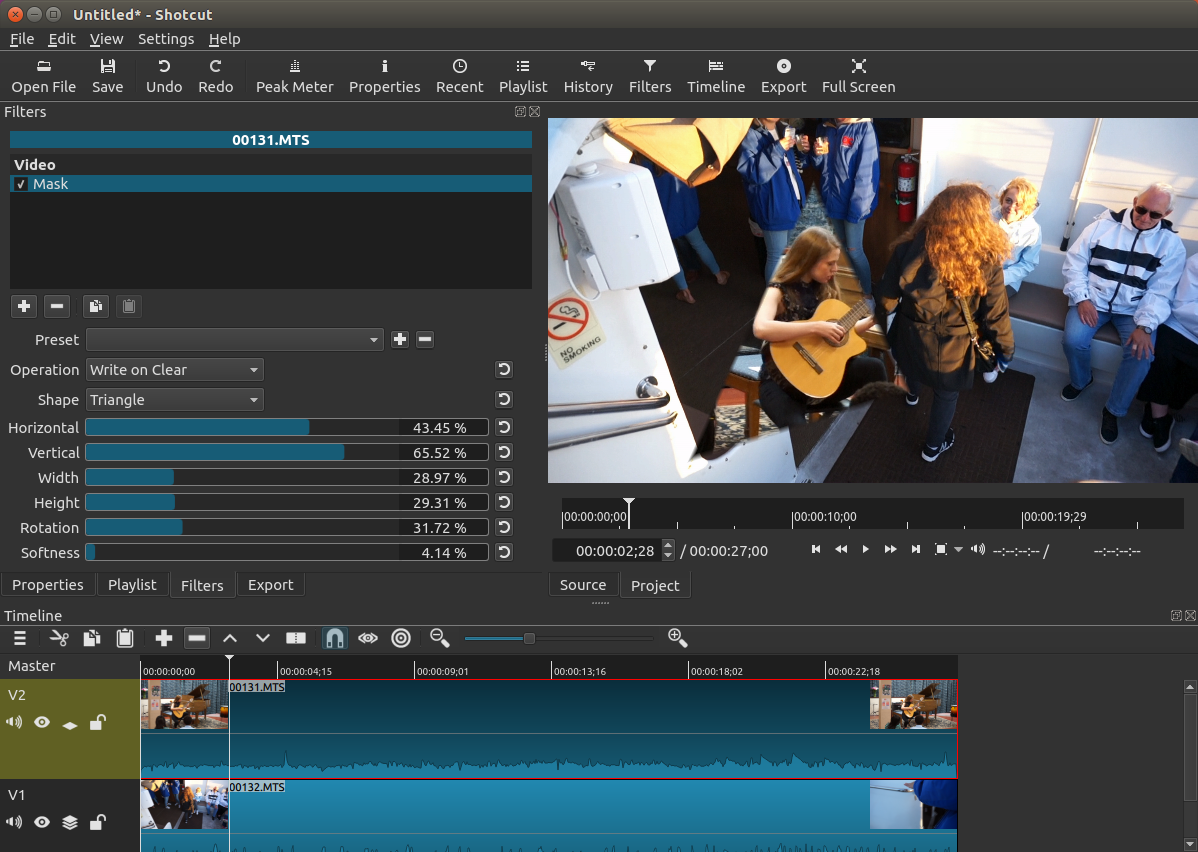 Untitled* - Shotcut
File Edit View Settings Help
Open File Save Undo Redo Peak Meter Properties Recent Playlist History Filters Timeline Export Full Screen
Filters
00131.MTS
Video
Mask
Preset
Operation Write on Clear
Shape Triangle
Horizontal 43.45 %
Vertical 65.52 %
Width 28.97 %
Height 29.31 %
Rotation 31.72 %
Softness 4.14 %
Properties Playlist Filters Export
NO
SMOKING
00:00:00;00 00:00:10;00 00:00:19;29
00:00:02;28 / 00:00:27;00 --:--:--:-- / --:--:--:--
Source Project
Timeline
Master 00:00:00;00 00:00:04;15 00:00:09;01 00:00:13;16 00:00:18;02 00:00:22;18
V2 00131.MTS
V1 00132.MTS